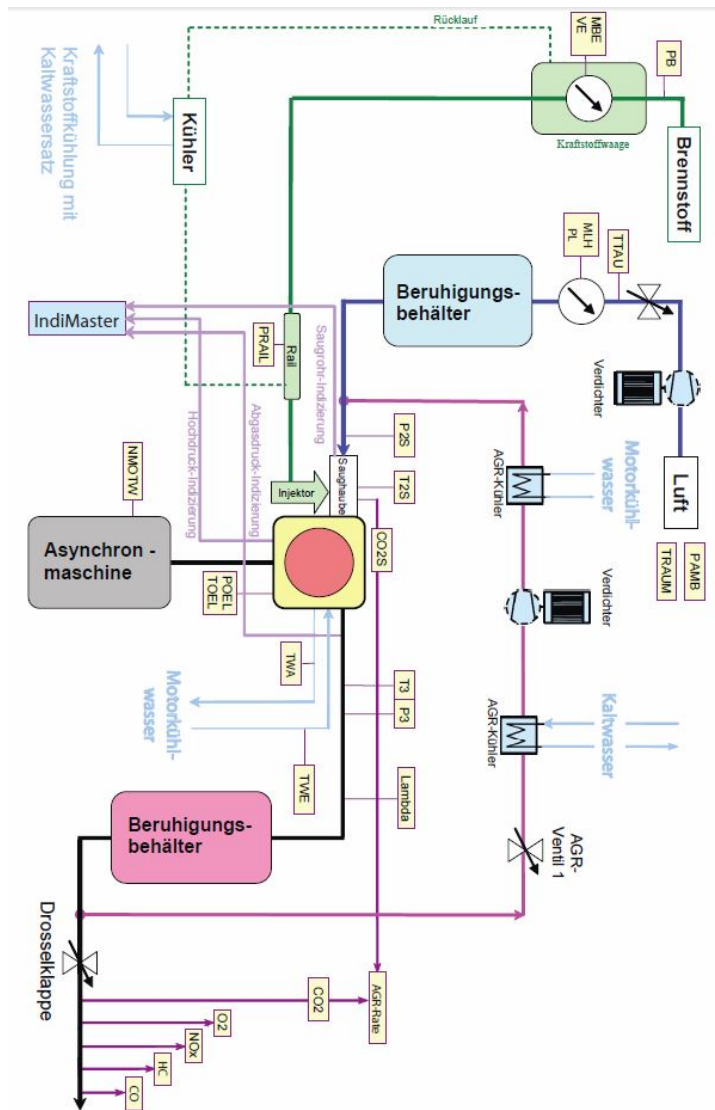 Rücklauf
MBE
VE
PB
Kraftstoffkühlung mit
Kaltwassersatz
Kühler
Kraftstoffwaage
Brennstoff
MLH
PL
TTAU
Beruhigungs-
behälter
IndiMaster
PRAIL
Rail
Saugrohr-Indizierung
Verdichter
Abgasdruck-Indizierung
Hochdruck-Indizierung
P2S
T2S
AGR-Kühler
Motorkühl-
wasser
Luft
NMOTW
Injektor
Saughaube
CO2S
PAMB
TRAUM
Asynchron -
maschine
POEL
TOEL
Verdichter
TWA
T3
P3
Motorkühl-
wasser
TWE
AGR-Kühler
Kaltwasser
Lambda
Beruhigungs-
behälter
AGR-
Ventil 1
Drosselklappe
CO2
AGR-Rate
O2
NOx
HC
CO